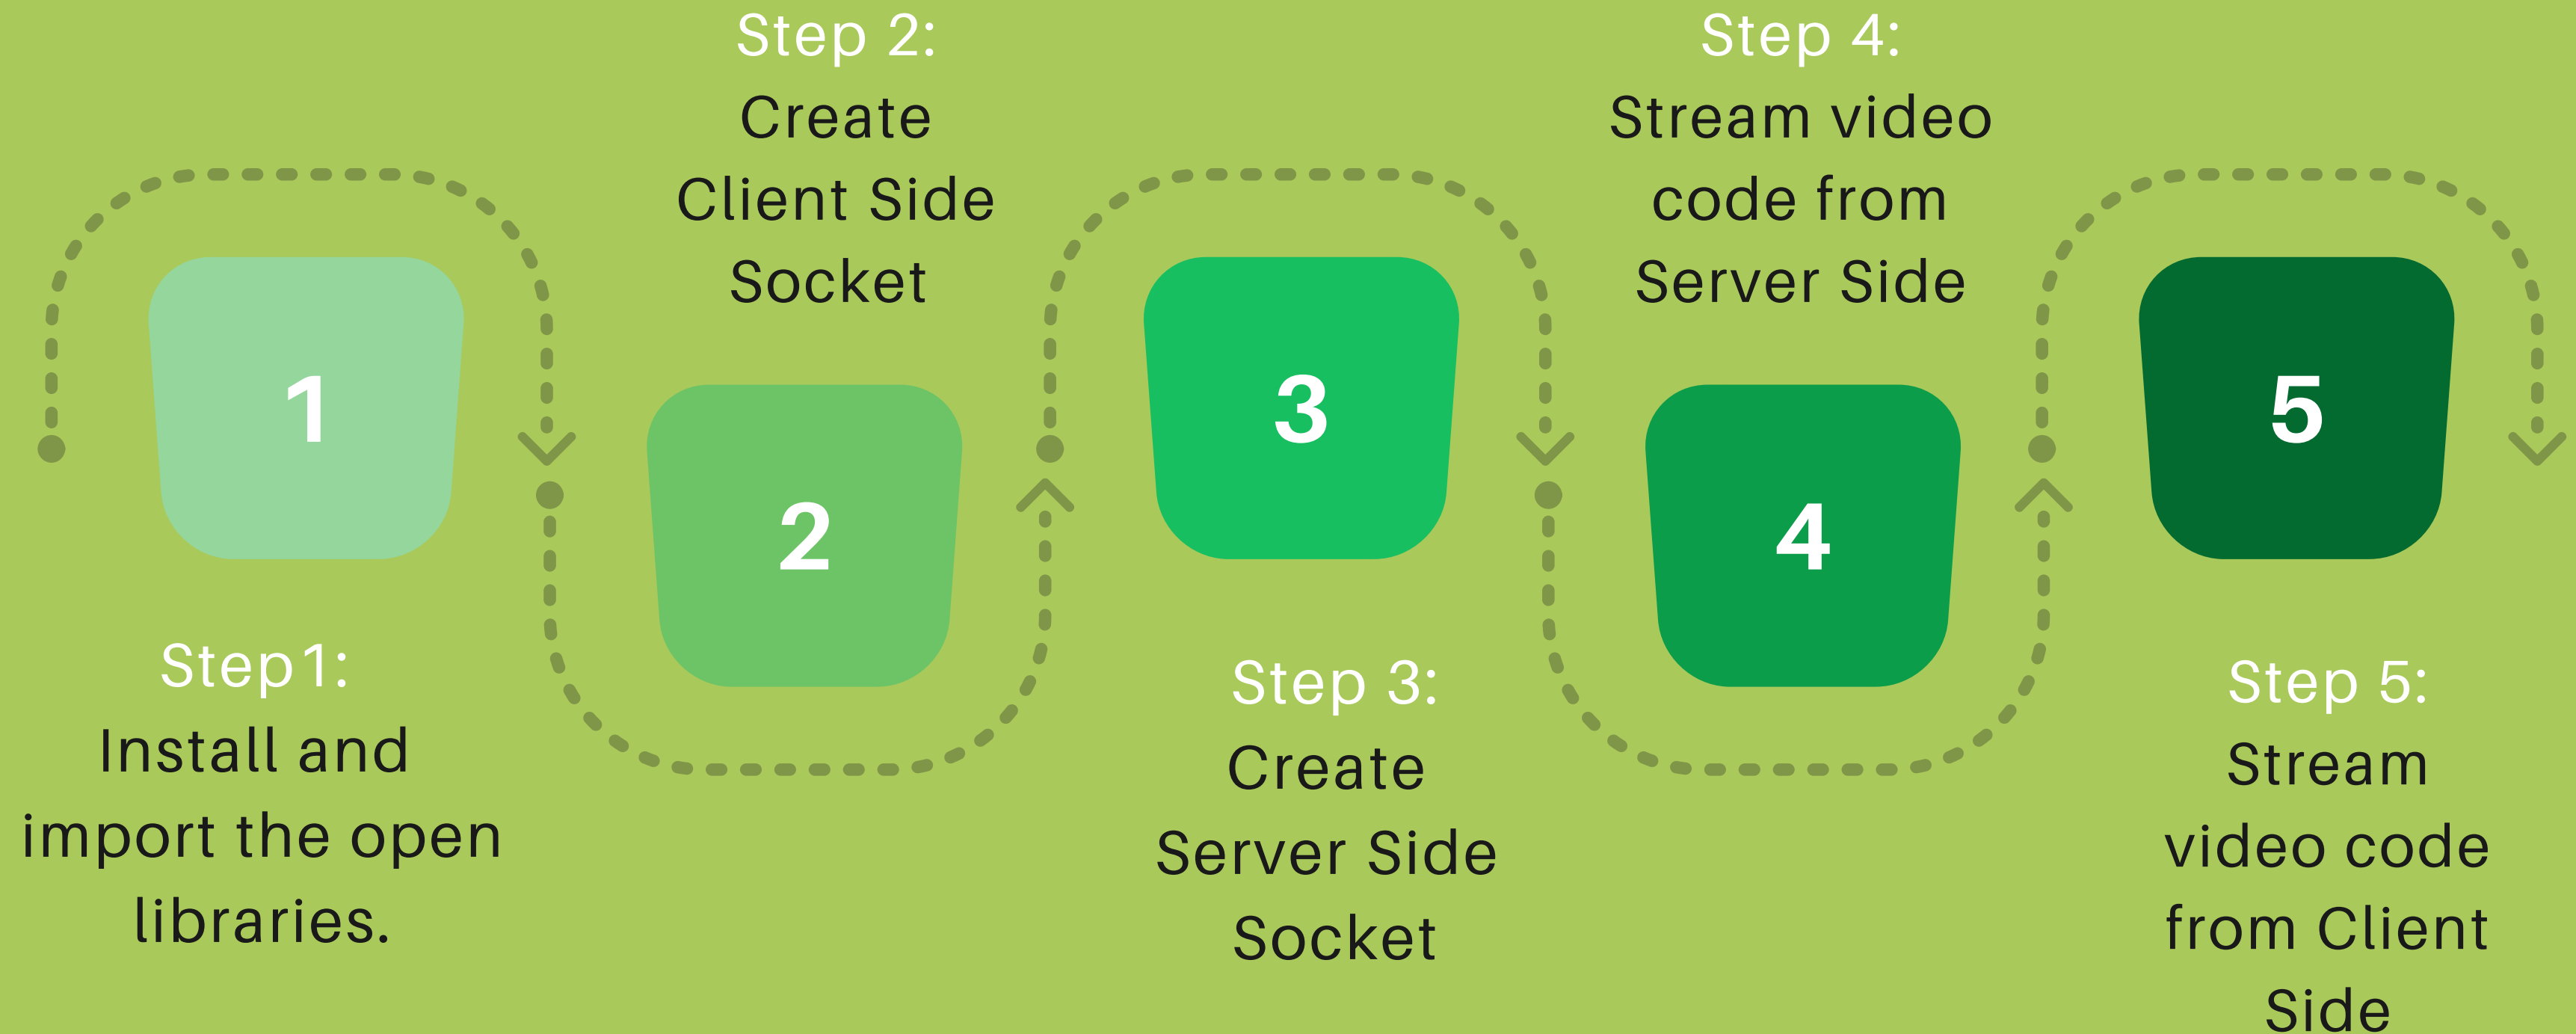 1
Step1:
Install and
import the open
libraries.
Step 2:
Create
Client Side
Socket
2
3
Step 3:
Create
Server Side
Socket
Step 4:
Stream video
code from
Server Side
4
5
Step 5:
Stream
video code
from Client
Side